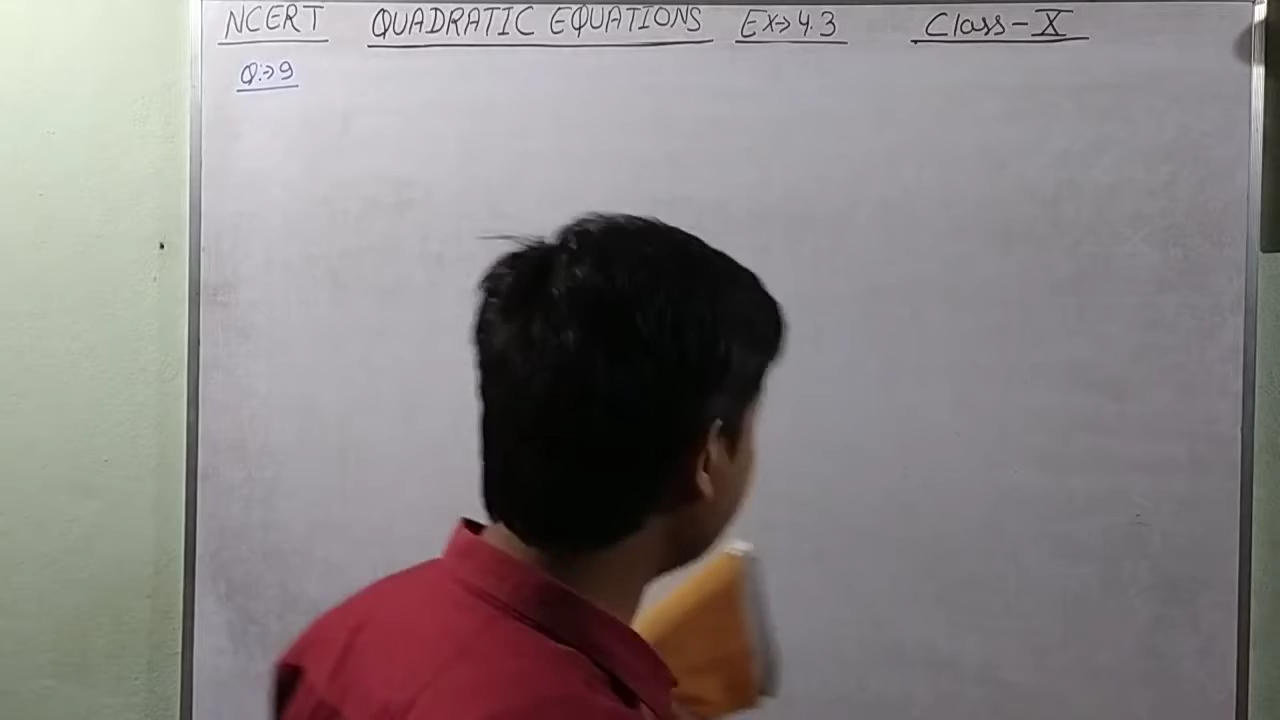 NCERT QUADRATIC EQUATIONS Ex→ 4.3 Class-X
Q:→9